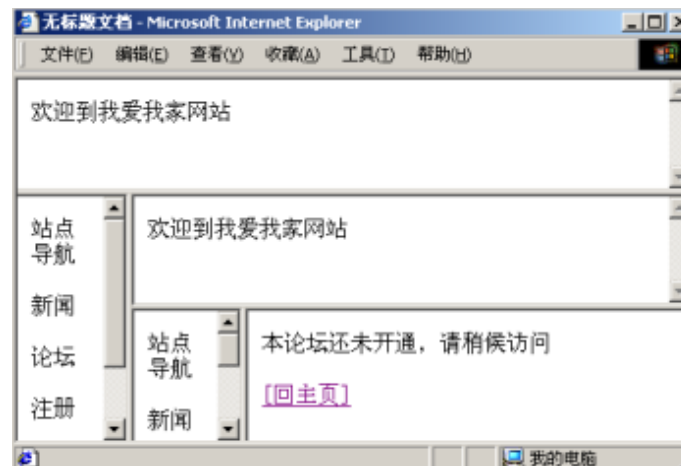 无标题文档 - Microsoft Internet Explorer
文件(F) 编辑(E) 查看(V) 收藏(A) 工具(T) 帮助(H)
欢迎到我爱我家网站
站点
导航
新闻
论坛
注册
欢迎到我爱我家网站
站点
导航
新闻
本论坛还未开通，请稍候访问
[回主页]
我的电脑